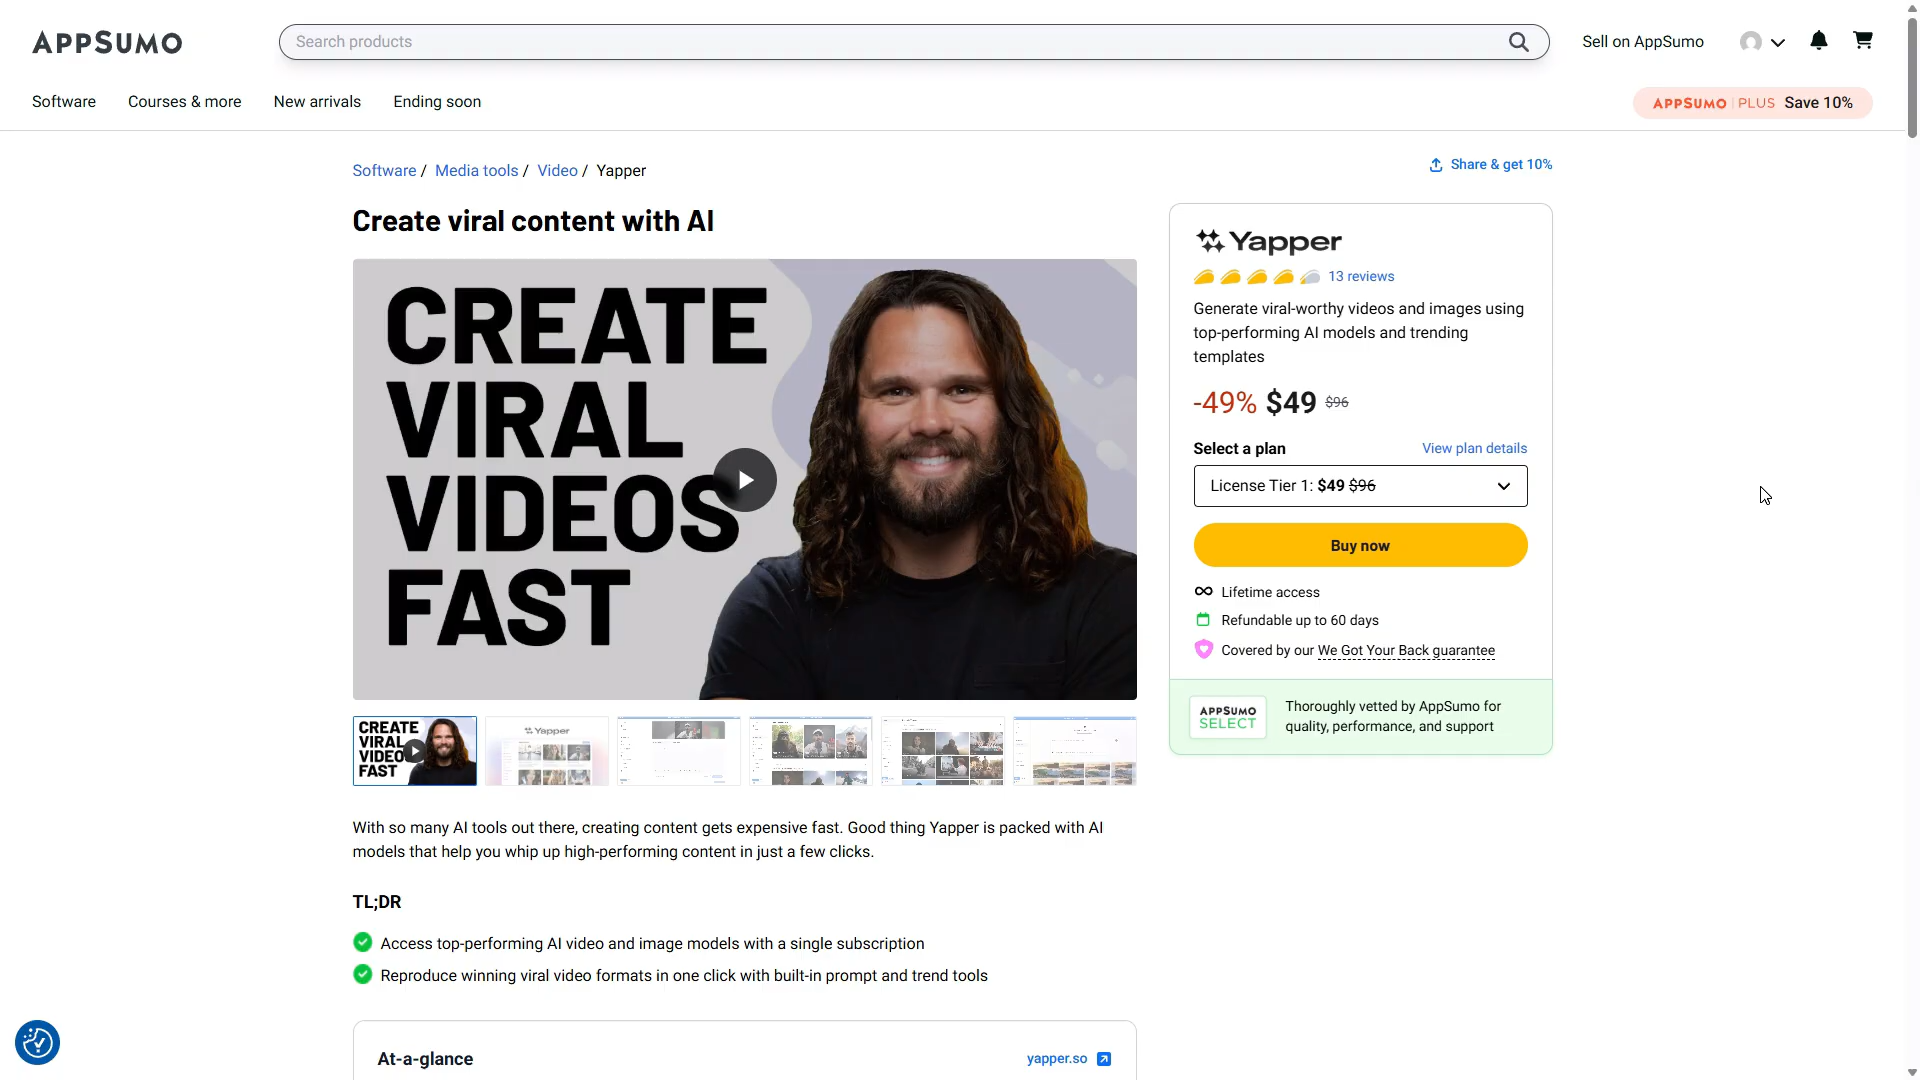 APPSUMO
Search products
Sell on AppSumo
Software
Courses & more
New arrivals
Ending soon
APPSUMO | PLUS Save 10%
Software / Media tools / Video / Yapper
Share & get 10%
Create viral content with AI
CREATE
VIRAL
VIDEOS
FAST
Yapper
13 reviews
Generate viral-worthy videos and images using
top-performing AI models and trending
templates
-49% $49 $96
Select a plan
View plan details
License Tier 1: $49 $96
Buy now
Lifetime access
Refundable up to 60 days
Covered by our We Got Your Back guarantee
APPSUMO
SELECT
Thoroughly vetted by AppSumo for
quality, performance, and support
CREATE
VIRAL
VIDEO
FAST
Yapper
With so many AI tools out there, creating content gets expensive fast. Good thing Yapper is packed with AI
models that help you whip up high-performing content in just a few clicks.
TL;DR
Access top-performing AI video and image models with a single subscription
Reproduce winning viral video formats in one click with built-in prompt and trend tools
At-a-glance
yapper.so